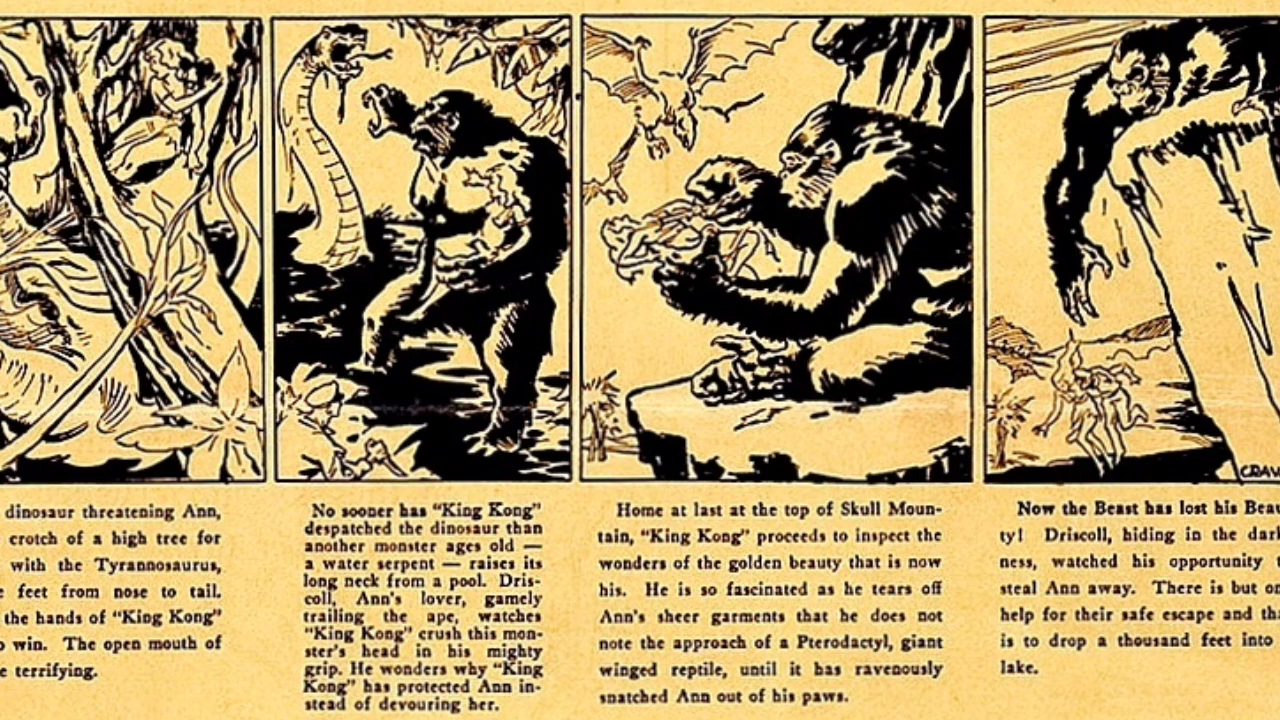 dinosaur threatening Ann,
crotch of a high tree for
with the Tyrannosaurus,
feet from nose to tail.
the hands of "King Kong"
win. The open mouth of
terrifying.
No sooner has "King Kong"
despatched the dinosaur than
another monster ages old —
a water serpent — raises its
long neck from a pool. Dris-
coll, Ann's lover, gamely
trailing the ape, watches
"King Kong" crush this mon-
ster's head in his mighty
grip. He wonders why "King
Kong" has protected Ann in-
stead of devouring her.
Home at last at the top of Skull Moun-
tain, "King Kong" proceeds to inspect the
wonders of the golden beauty that is now
his. He is so fascinated as he tears off
Ann's sheer garments that he does not
note the approach of a Pterodactyl, giant
winged reptile, until it has ravenously
snatched Ann out of his paws.
CRAV
Now the Beast has lost his Beau
ty! Driscoll, hiding in the dark
ness, watched his opportunity t
steal Ann away. There is but on
help for their safe escape and tha
is to drop a thousand feet into
lake.